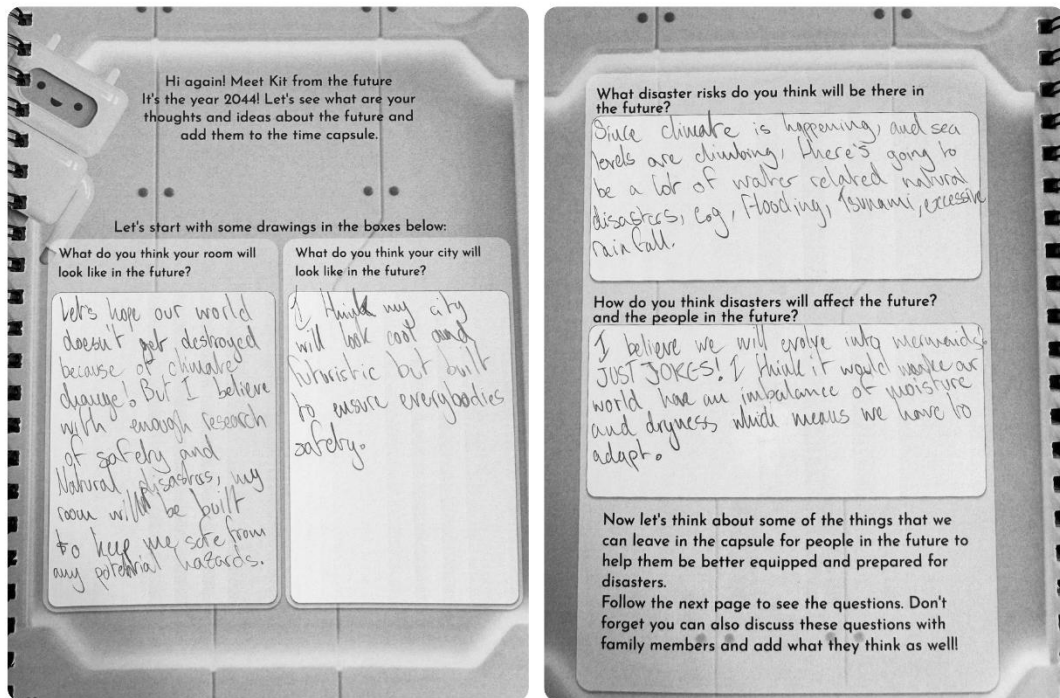 Hi again! Meet Kit from the future
It's the year 2044! Let's see what are your
thoughts and ideas about the future and
add them to the time capsule.
Let's start with some drawings in the boxes below:
What do you think your room will
look like in the future?
Let's hope our world
doesn't get destroyed
because of climate
change! But I believe
with enough research
of safety and
Natural disastros, my
room will be built
to keep me safe from
any potential hazards.
What do you think your city will
look like in the future?
I think my city
will look cool and
futuristic but built
to ensure everybodies
safety.
What disaster risks do you think will be there in
the future?
Since climate is happening, and sea
levels are climbing, there's going to
be a lot of water related natural
disasters, e.g, Flooding, Tsunami, excessive
rain fall.
How do you think disasters will affect the future?
and the people in the future?
I believe we will evolve into mermaids!
JUST JOKES! I think it would make our
world have an imbalance of moisture
and dryness which means we have to
adapt.
Now let's think about some of the things that we
can leave in the capsule for people in the future to
help them be better equipped and prepared for
disasters.
Follow the next page to see the questions. Don't
forget you can also discuss these questions with
family members and add what they think as well!